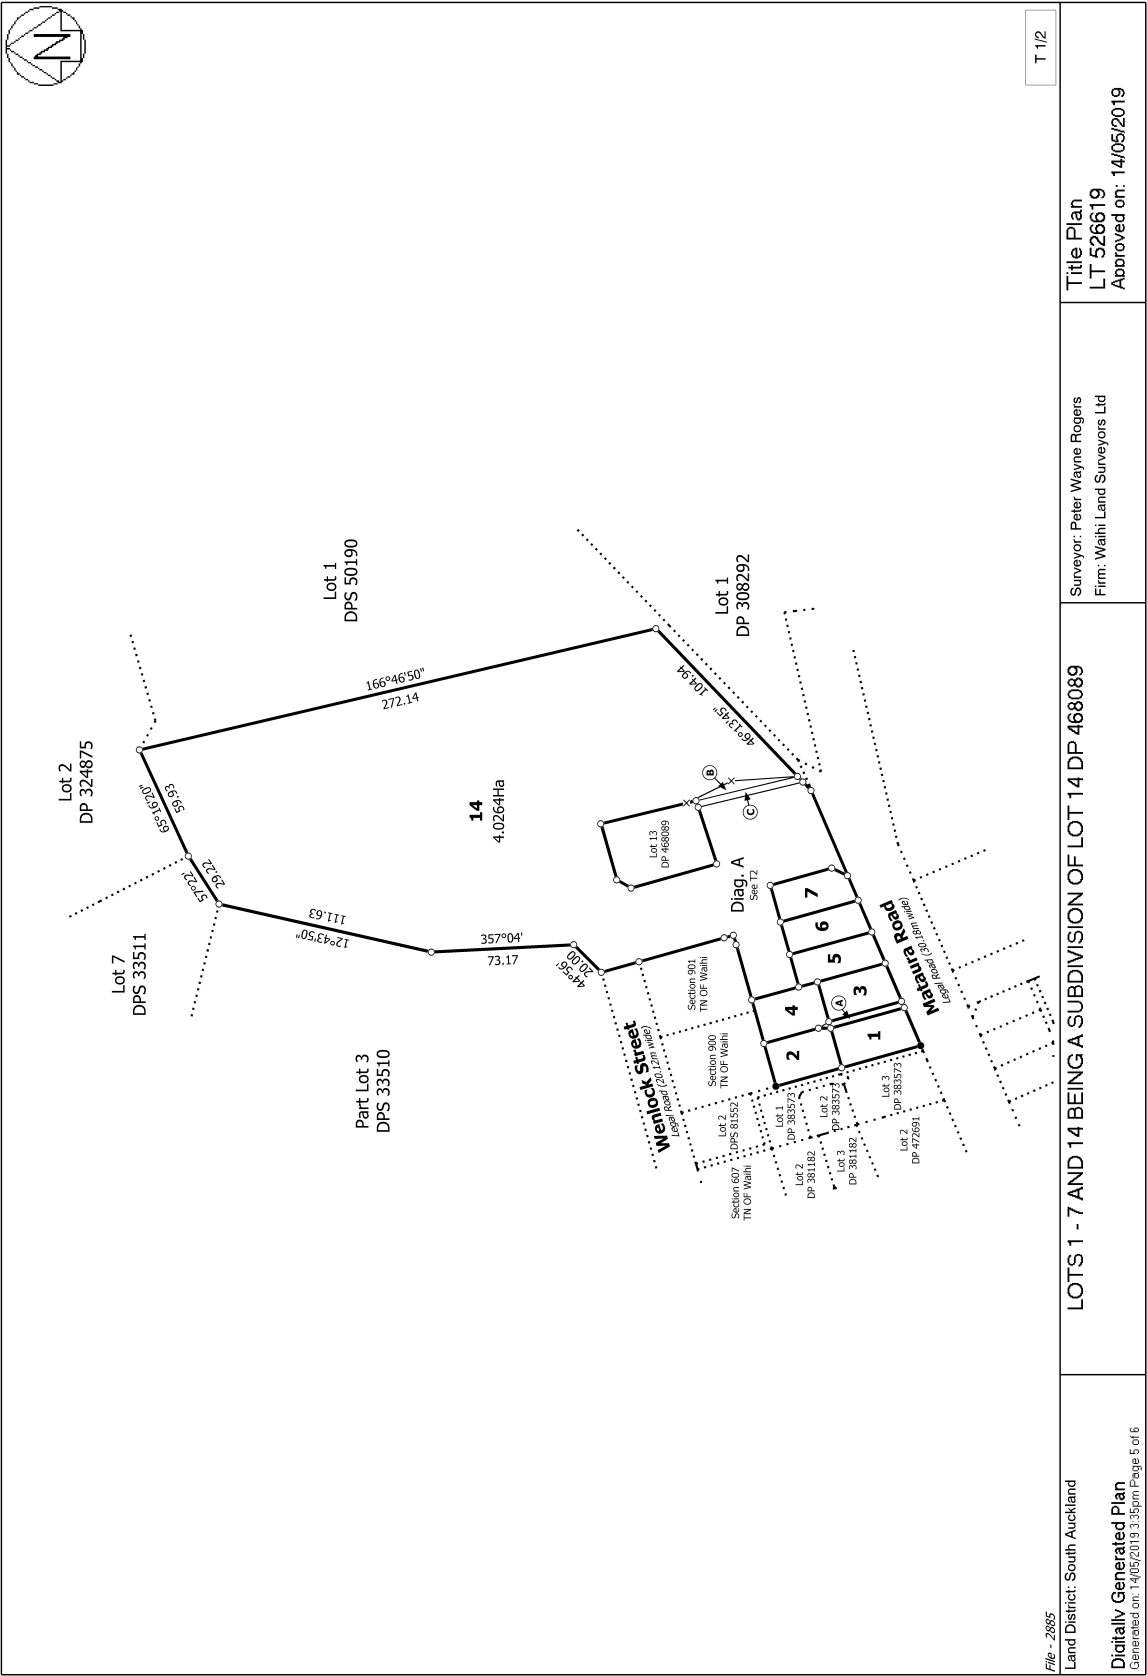 N
T 1/2
Lot 2
DP 324875
Lot 7
DPS 33511
65°16'20"
59.93
57°22'
29.22
12°43'50"
111.63
166°46'50"
272.14
Lot 1
DPS 50190
14
4.0264Ha
357°04'
73.17
44°56'
20.00
Part Lot 3
DPS 33510
104.94
46°13'45"
Lot 1
DP 308292
Lot 13
DP 468089
B
C
Diag. A
See T2
Wenlock Street
Legal Road (20.12m wide)
Section 901
TN OF Waihi
Section 900
TN OF Waihi
Lot 2
DPS 81552
Section 607
TN OF Waihi
Lot 1
DP 383573
Lot 2
DP 383573
Lot 3
DP 383573
Lot 2
DP 381182
Lot 3
DP 381182
Lot 2
DP 472691
2
4
5
6
7
1
A
3
Mataura Road
Legal Road (30.18m wide)
File - 2885
Land District: South Auckland
Digitally Generated Plan
Generated on: 14/05/2019 3:35pm Page 5 of 6
LOTS 1 - 7 AND 14 BEING A SUBDIVISION OF LOT 14 DP 468089
Surveyor: Peter Wayne Rogers
Firm: Waihi Land Surveyors Ltd
Title Plan
LT 526619
Approved on: 14/05/2019